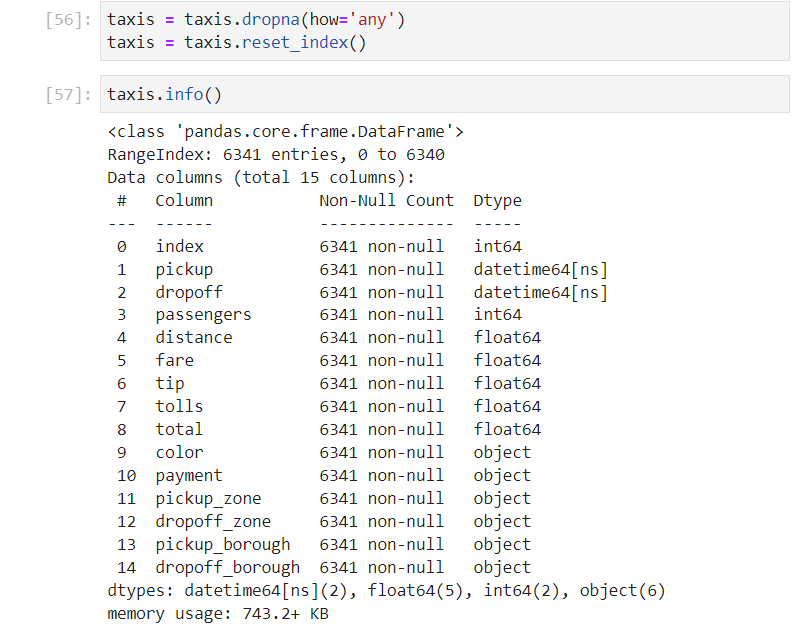 [56]: taxis = taxis.dropna(how='any')
taxis = taxis.reset_index()
[57]: taxis.info()
<class 'pandas.core.frame.DataFrame'>
RangeIndex: 6341 entries, 0 to 6340
Data columns (total 15 columns):
 #   Column           Non-Null Count  Dtype
---  ------           --------------  -----
 0   index            6341 non-null   int64
 1   pickup           6341 non-null   datetime64[ns]
 2   dropoff          6341 non-null   datetime64[ns]
 3   passengers       6341 non-null   int64
 4   distance         6341 non-null   float64
 5   fare             6341 non-null   float64
 6   tip              6341 non-null   float64
 7   tolls            6341 non-null   float64
 8   total            6341 non-null   float64
 9   color            6341 non-null   object
 10  payment          6341 non-null   object
 11  pickup_zone      6341 non-null   object
 12  dropoff_zone     6341 non-null   object
 13  pickup_borough   6341 non-null   object
 14  dropoff_borough  6341 non-null   object
dtypes: datetime64[ns](2), float64(5), int64(2), object(6)
memory usage: 743.2+ KB